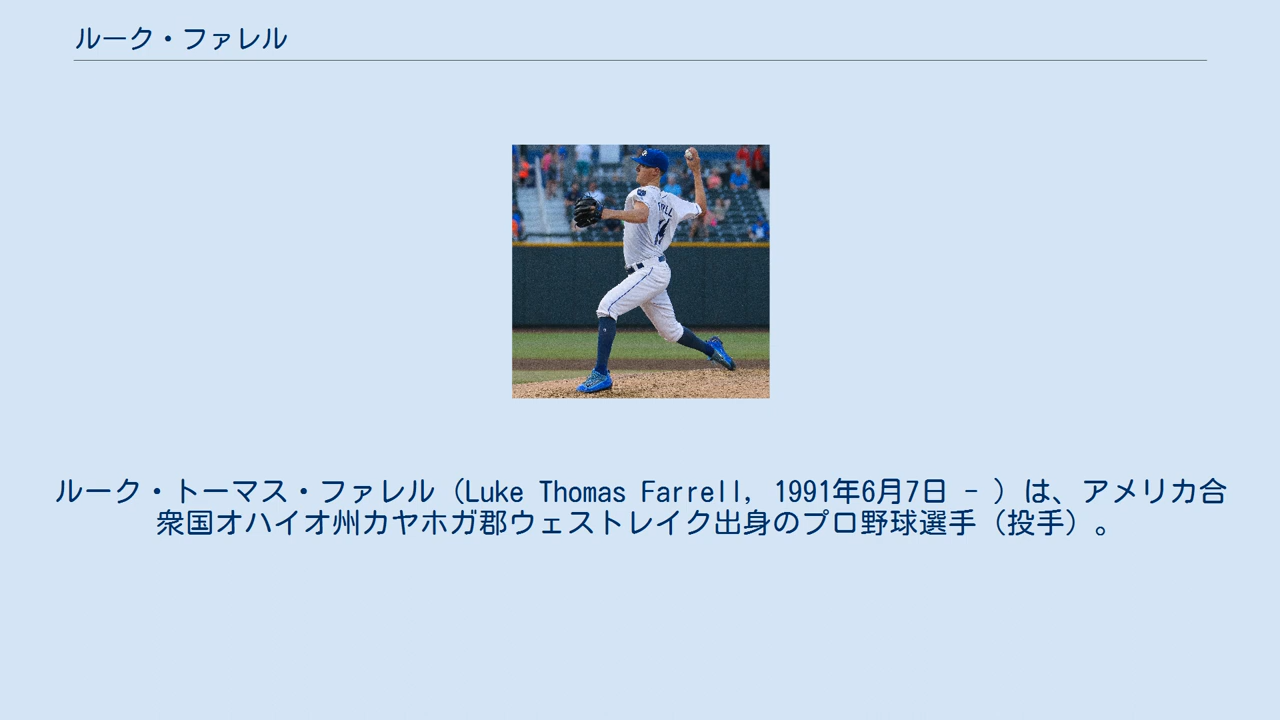 ルーク・ファレル
ルーク・トーマス・ファレル（Luke Thomas Farrell, 1991年6月7日 - ）は、アメリカ合
衆国オハイオ州カヤホガ郡ウェストレイク出身のプロ野球選手（投手）。